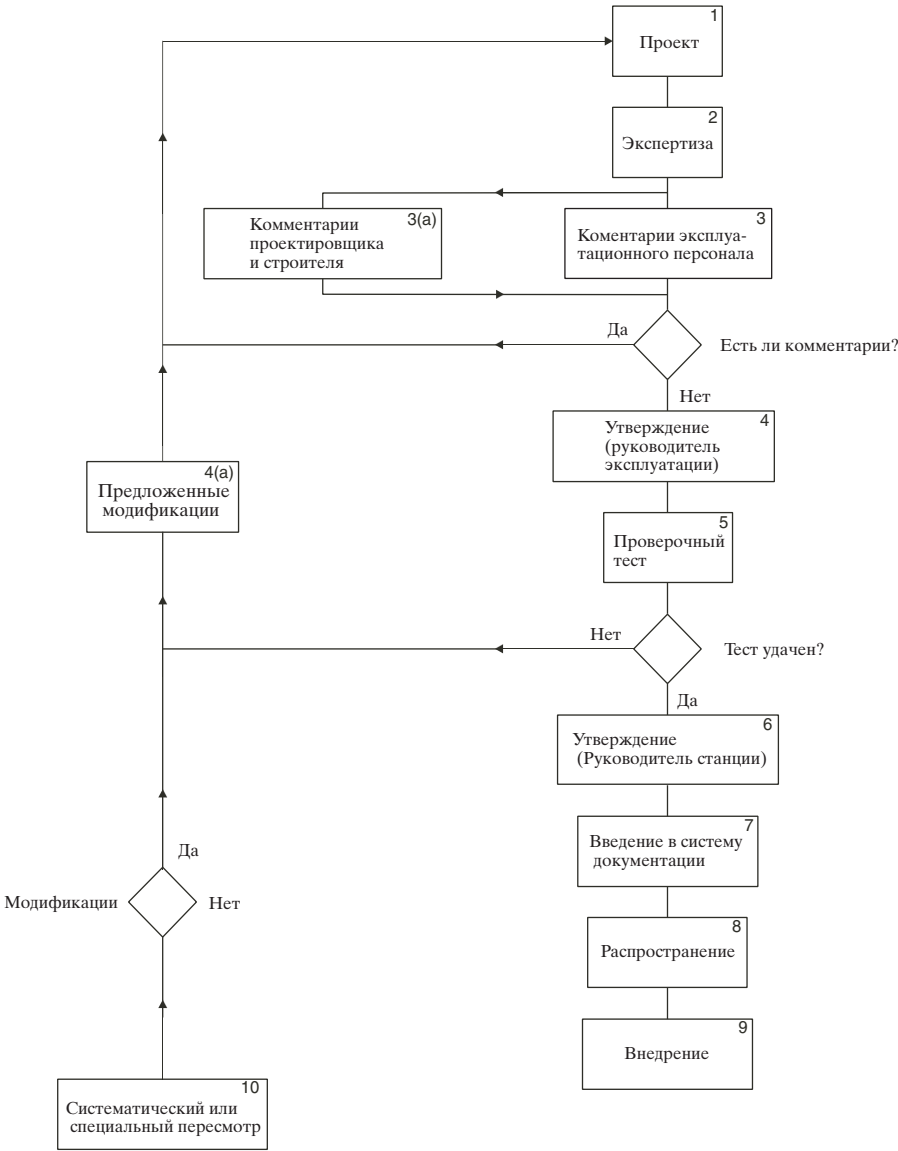 1
Проект
2
Экспертиза
3(a)
Комментарии
проектировщика
и строителя
3
Коментарии эксплуа-
тационного персонала
Да
Есть ли комментарии?
Нет
4
Утверждение
(руководитель
эксплуатации)
4(a)
Предложенные
модификации
5
Проверочный
тест
Нет
Тест удачен?
Да
6
Утверждение
(Руководитель станции)
7
Введение в систему
документации
Да
Модификации
Нет
8
Распространение
9
Внедрение
10
Систематический или
специальный пересмотр